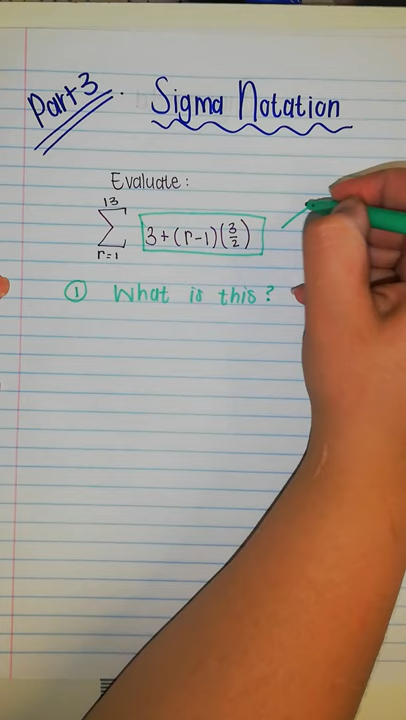 Part 3. Sigma Notation
Evaluate:
13
∑ 3+(r-1)(3/2)
r=1
① What is this?